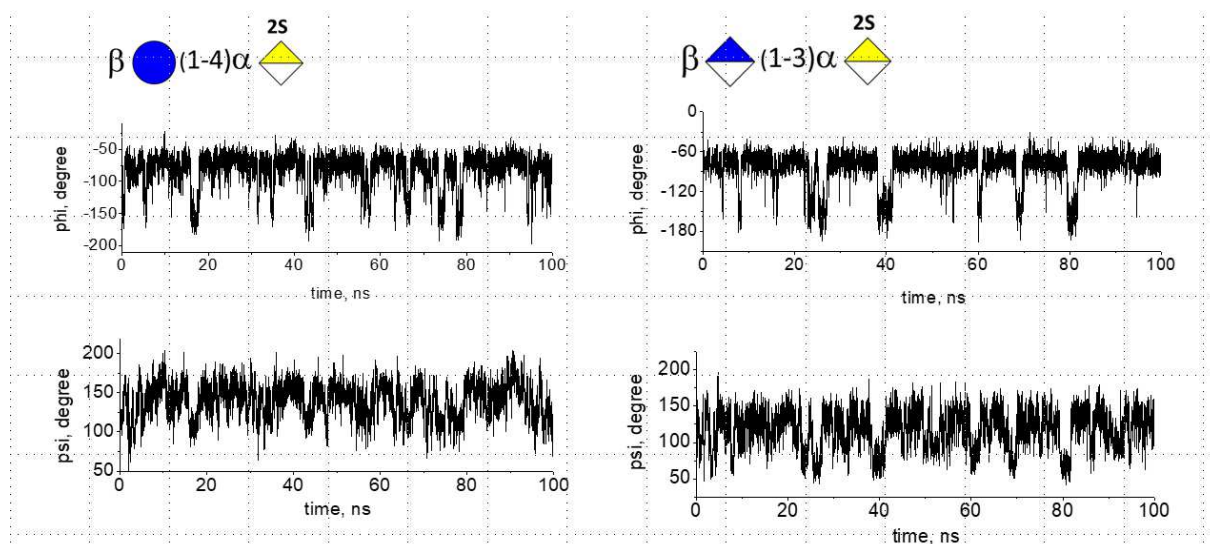 2S
β (1-4)α
2S
β (1-3)α
phi, degree
-50
-100
-150
-200
0 20 40 60 80 100
time, ns
0
-60
-120
-180
phi, degree
0 20 40 60 80 100
time, ns
psi, degree
200
150
100
50
0 20 40 60 80 100
time, ns
psi, degree
200
150
100
50
0 20 40 60 80 100
time, ns